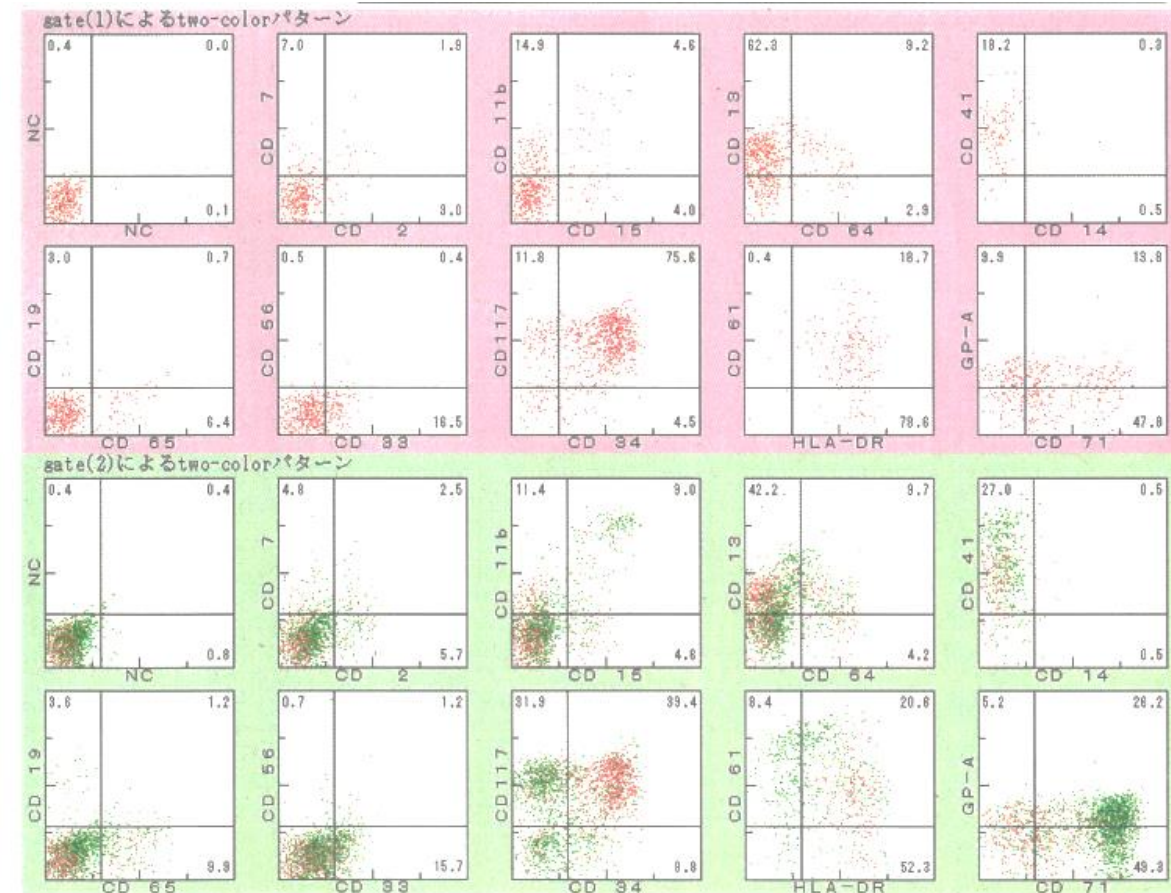 gate(1)によるtwo-colorパターン
0.4 0.0
NC
0.1
NC
7.0 1.9
CD 7
3.0
CD 2
14.9 4.6
CD 11b
4.0
CD 15
62.3 9.2
CD 13
2.9
CD 64
18.2 0.3
CD 41
0.5
CD 14
3.0 0.7
CD 19
6.4
CD 65
0.5 0.4
CD 56
16.5
CD 33
11.8 75.6
CD117
4.5
CD 34
0.4 18.7
CD 61
78.6
HLA-DR
9.9 13.8
GP-A
47.8
CD 71
gate(2)によるtwo-colorパターン
0.4 0.4
NC
0.8
NC
4.8 2.5
CD 7
5.7
CD 2
11.4 9.0
CD 11b
4.6
CD 15
42.2 9.7
CD 13
4.2
CD 64
27.0 0.5
CD 41
0.5
CD 14
3.6 1.2
CD 19
9.9
CD 65
0.7 1.2
CD 56
15.7
CD 33
31.9 39.4
CD117
8.8
CD 34
8.4 20.6
CD 61
52.3
HLA-DR
5.2 26.2
GP-A
49.3
CD 71